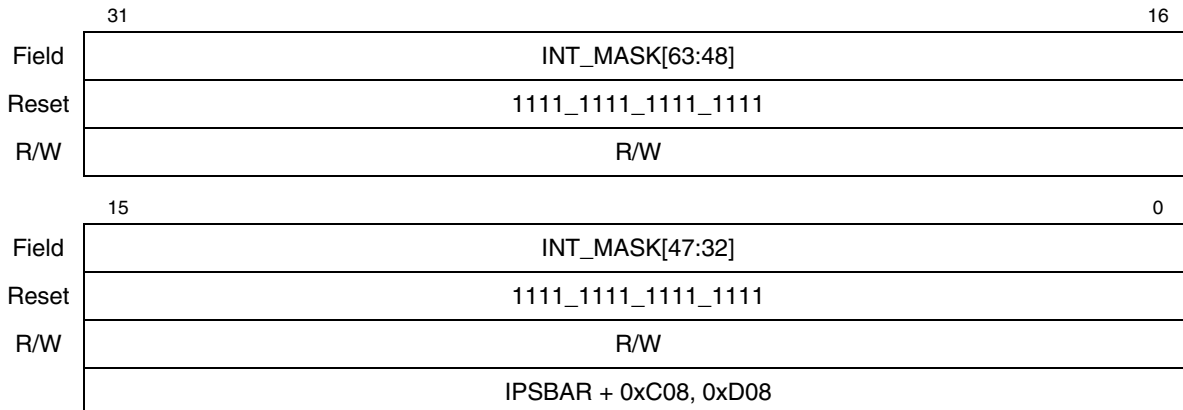 31 16
Field INT_MASK[63:48]
Reset 1111_1111_1111_1111
R/W R/W
15 0
Field INT_MASK[47:32]
Reset 1111_1111_1111_1111
R/W R/W
IPSBAR + 0xC08, 0xD08